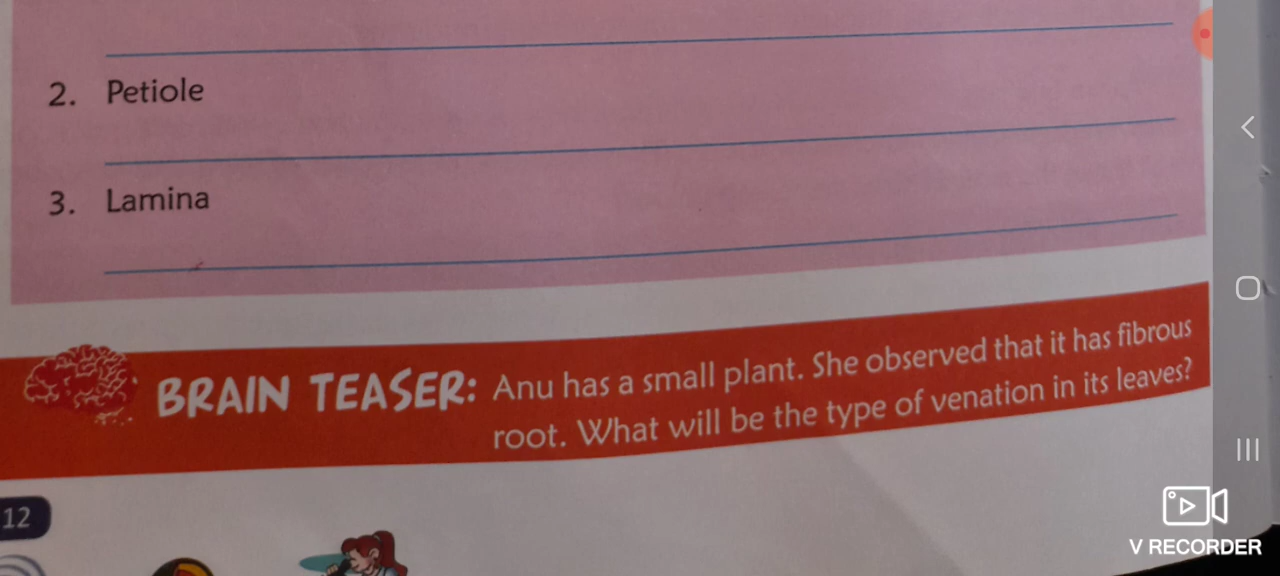 2. Petiole
3. Lamina
BRAIN TEASER: Anu has a small plant. She observed that it has fibrous
root. What will be the type of venation in its leaves?
12
V RECORDER